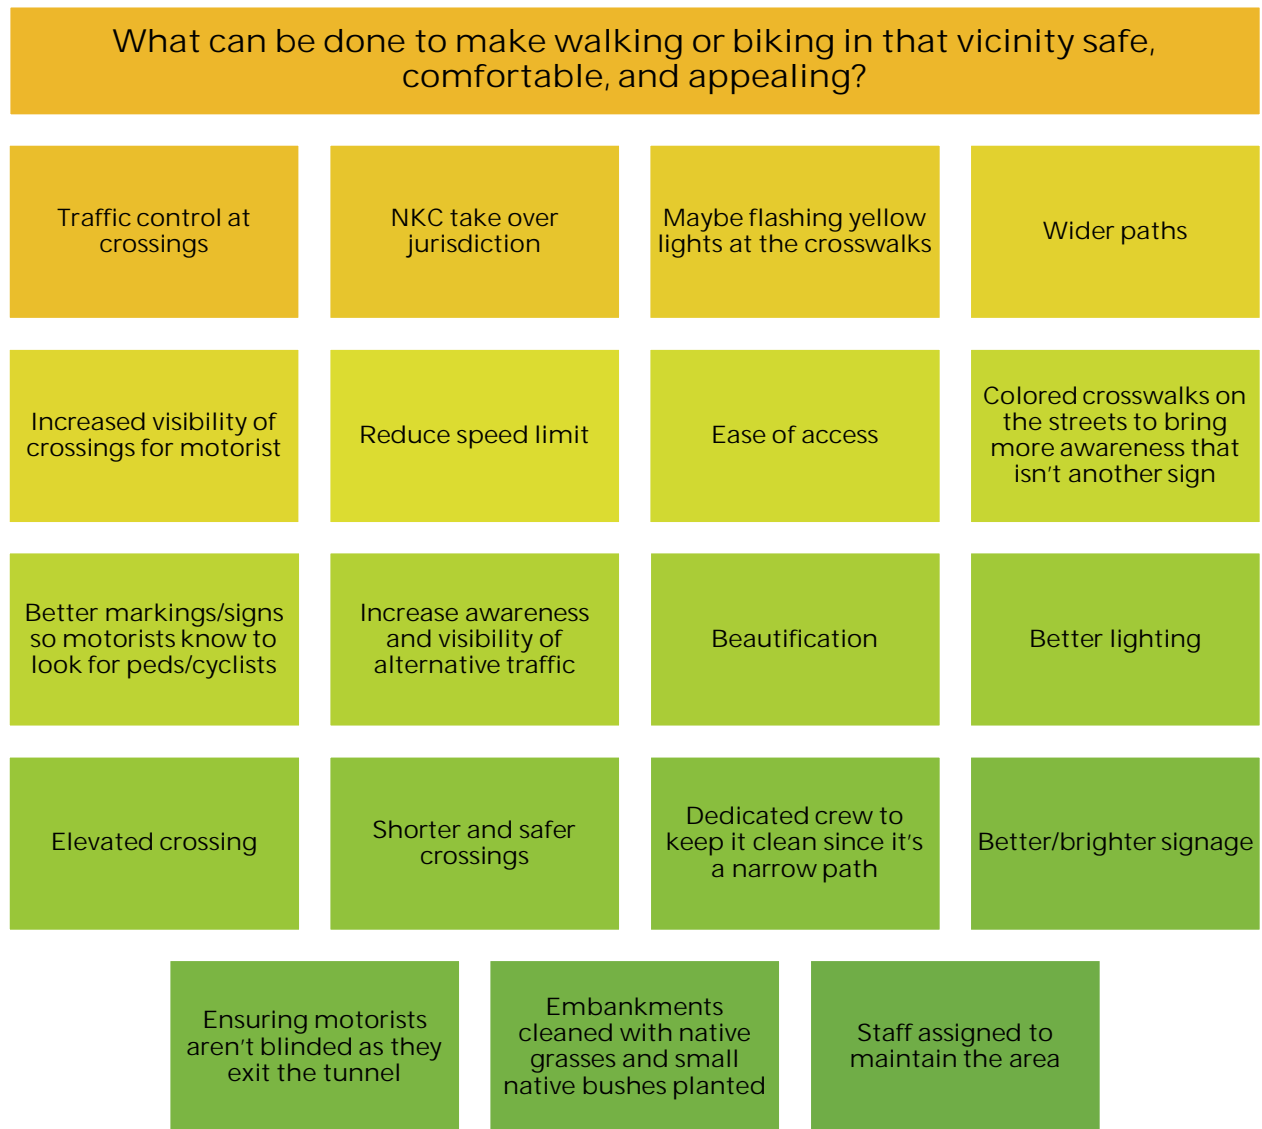 What can be done to make walking or biking in that vicinity safe,
comfortable, and appealing?
Traffic control at
crossings
NKC take over
jurisdiction
Maybe flashing yellow
lights at the crosswalks
Wider paths
Increased visibility of
crossings for motorist
Reduce speed limit
Ease of access
Colored crosswalks on
the streets to bring
more awareness that
isn't another sign
Better markings/signs
so motorists know to
look for peds/cyclists
Increase awareness
and visibility of
alternative traffic
Beautification
Better lighting
Elevated crossing
Shorter and safer
crossings
Dedicated crew to
keep it clean since it's
a narrow path
Better/brighter signage
Ensuring motorists
aren't blinded as they
exit the tunnel
Embankments
cleaned with native
grasses and small
native bushes planted
Staff assigned to
maintain the area